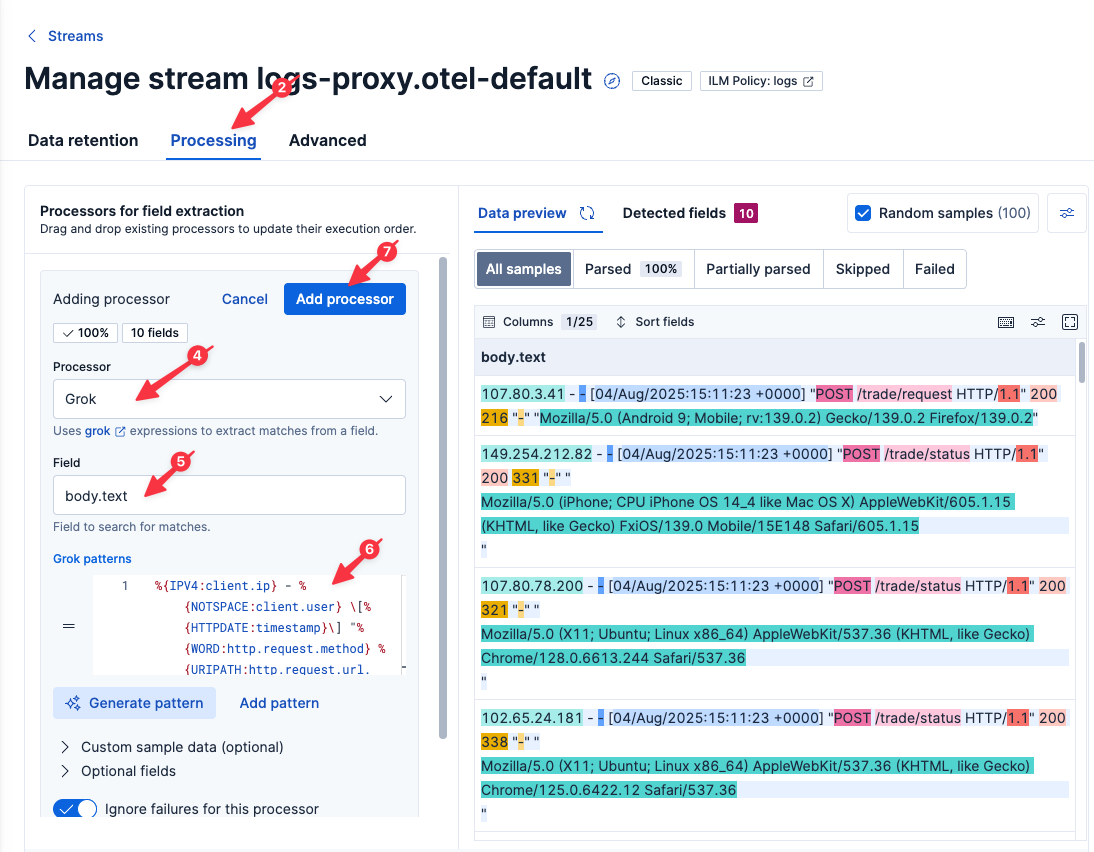 Streams
Manage stream logs-proxy.otel-default
Classic
ILM Policy: logs
2
Data retention
Processing
Advanced
Processors for field extraction
Drag and drop existing processors to update their execution order.
7
Adding processor
Cancel
Add processor
100%
10 fields
4
Processor
Grok
Uses grok expressions to extract matches from a field.
5
Field
body.text
Field to search for matches.
6
Grok patterns
1
%{IPV4:client.ip} - %
{NOTSPACE:client.user} \[%
{HTTPDATE:timestamp}\] "%
{WORD:http.request.method} %
{URIPATH:http.request.url.
Generate pattern
Add pattern
Custom sample data (optional)
Optional fields
Ignore failures for this processor
Data preview
Detected fields 10
Random samples (100)
All samples
Parsed 100%
Partially parsed
Skipped
Failed
Columns 1/25
Sort fields
body.text
107.80.3.41 - - [04/Aug/2025:15:11:23 +0000] "POST /trade/request HTTP/1.1" 200
216 "-" "Mozilla/5.0 (Android 9; Mobile; rv:139.0.2) Gecko/139.0.2 Firefox/139.0.2"
149.254.212.82 - - [04/Aug/2025:15:11:23 +0000] "POST /trade/status HTTP/1.1"
200 331 "-" "
Mozilla/5.0 (iPhone; CPU iPhone OS 14_4 like Mac OS X) AppleWebKit/605.1.15
(KHTML, like Gecko) FxiOS/139.0 Mobile/15E148 Safari/605.1.15
"
107.80.78.200 - - [04/Aug/2025:15:11:23 +0000] "POST /trade/status HTTP/1.1" 200
321 "-" "
Mozilla/5.0 (X11; Ubuntu; Linux x86_64) AppleWebKit/537.36 (KHTML, like Gecko)
Chrome/128.0.6613.244 Safari/537.36
"
102.65.24.181 - - [04/Aug/2025:15:11:23 +0000] "POST /trade/status HTTP/1.1" 200
338 "-" "
Mozilla/5.0 (X11; Ubuntu; Linux x86_64) AppleWebKit/537.36 (KHTML, like Gecko)
Chrome/125.0.6422.12 Safari/537.36
"